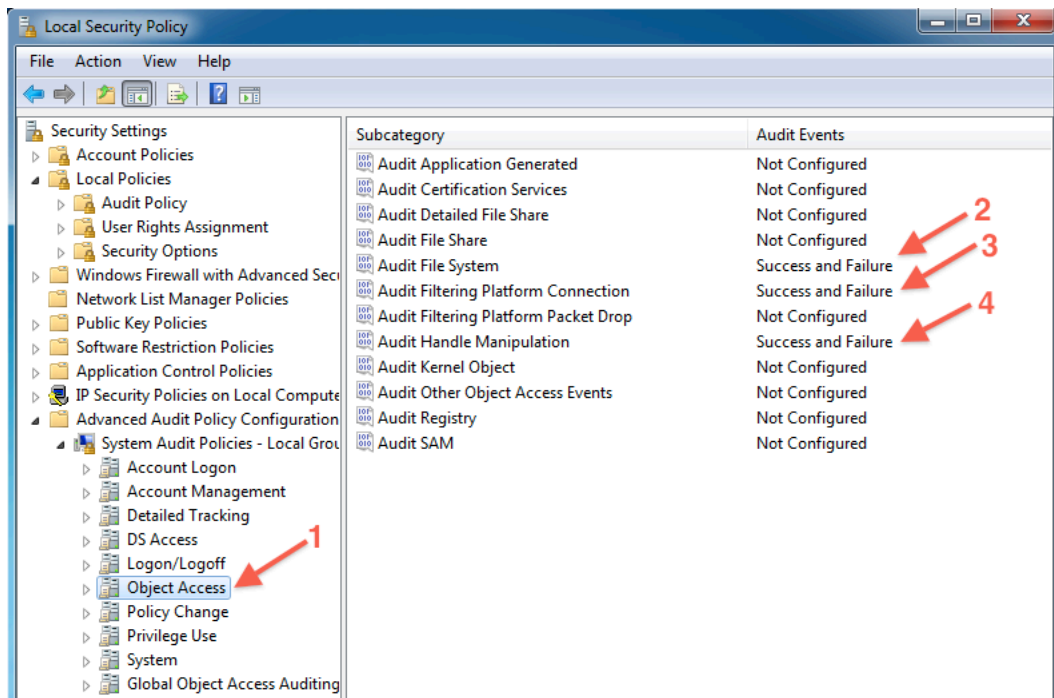 Local Security Policy
File Action View Help
Security Settings
Account Policies
Local Policies
Audit Policy
User Rights Assignment
Security Options
Windows Firewall with Advanced Secu
Network List Manager Policies
Public Key Policies
Software Restriction Policies
Application Control Policies
IP Security Policies on Local Compute
Advanced Audit Policy Configuration
System Audit Policies - Local Grou
Account Logon
Account Management
Detailed Tracking
DS Access
Logon/Logoff
1
Object Access
Policy Change
Privilege Use
System
Global Object Access Auditing
Subcategory Audit Events
Audit Application Generated Not Configured
Audit Certification Services Not Configured
Audit Detailed File Share Not Configured
2
Audit File Share Not Configured
3
Audit File System Success and Failure
Audit Filtering Platform Connection Success and Failure
4
Audit Filtering Platform Packet Drop Not Configured
Audit Handle Manipulation Success and Failure
Audit Kernel Object Not Configured
Audit Other Object Access Events Not Configured
Audit Registry Not Configured
Audit SAM Not Configured